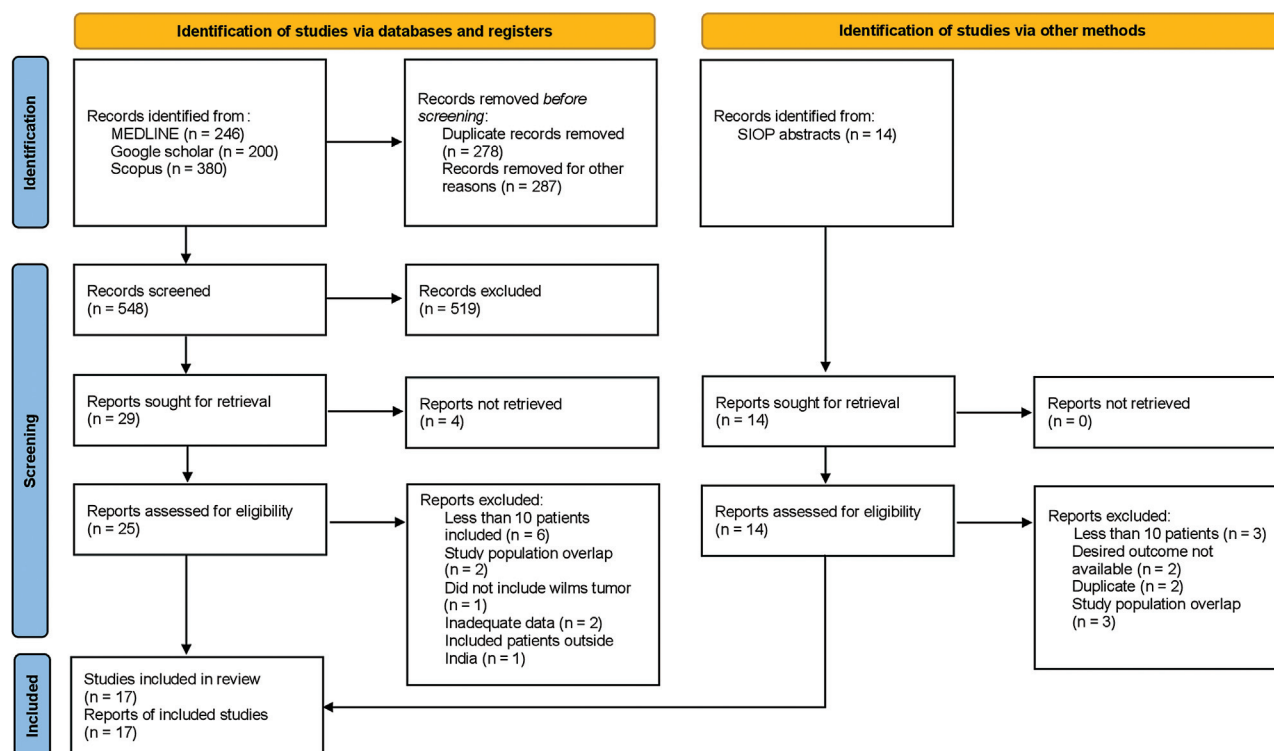 Identification of studies via databases and registers
Identification of studies via other methods
Identification
Records identified from :
MEDLINE (n = 246)
Google scholar (n = 200)
Scopus (n = 380)
Records removed before
screening:
Duplicate records removed
(n = 278)
Records removed for other
reasons (n = 287)
Records identified from:
SIOP abstracts (n = 14)
Screening
Records screened
(n = 548)
Records excluded
(n = 519)
Reports sought for retrieval
(n = 29)
Reports not retrieved
(n = 4)
Reports sought for retrieval
(n = 14)
Reports not retrieved
(n = 0)
Reports assessed for eligibility
(n = 25)
Reports excluded:
Less than 10 patients
included (n = 6)
Study population overlap
(n = 2)
Did not include wilms tumor
(n = 1)
Inadequate data (n = 2)
Included patients outside
India (n = 1)
Reports assessed for eligibility
(n = 14)
Reports excluded:
Less than 10 patients (n = 3)
Desired outcome not
available (n = 2)
Duplicate (n = 2)
Study population overlap
(n = 3)
Included
Studies included in review
(n = 17)
Reports of included studies
(n = 17)